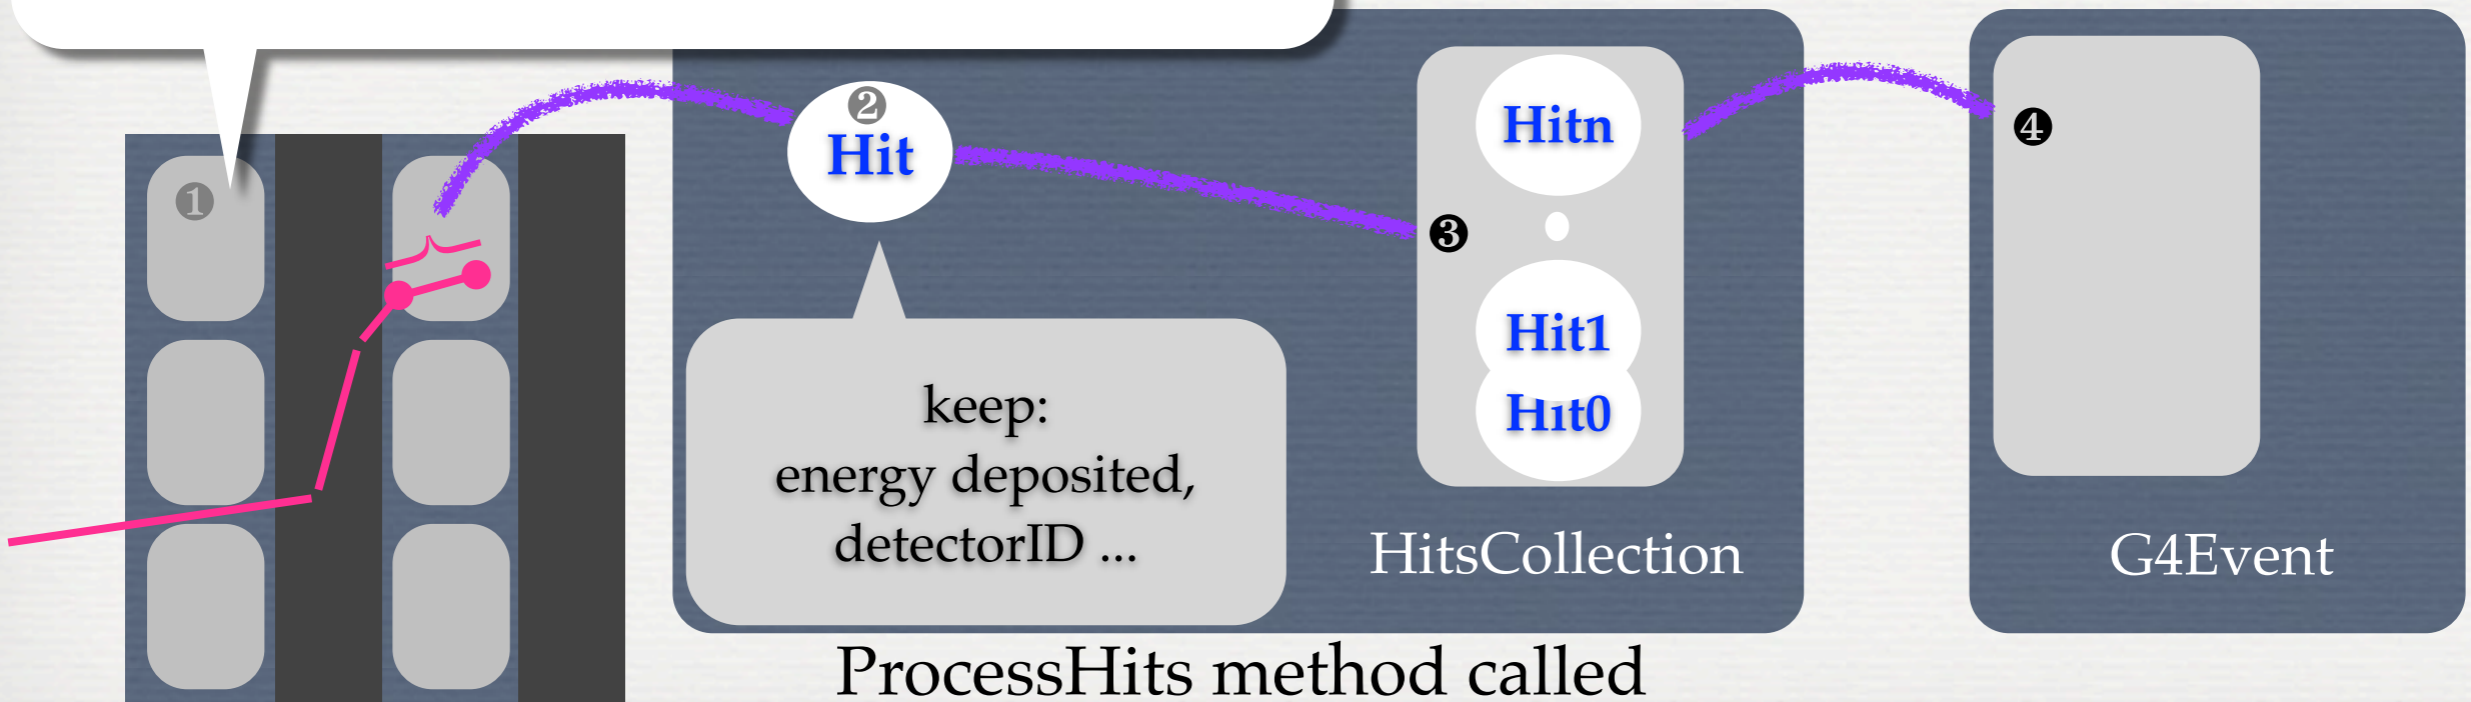 ❶
❷
Hit
keep:
energy deposited,
detectorID ...
❸
Hitn
Hit1
Hit0
HitsCollection
❹
G4Event
ProcessHits method called